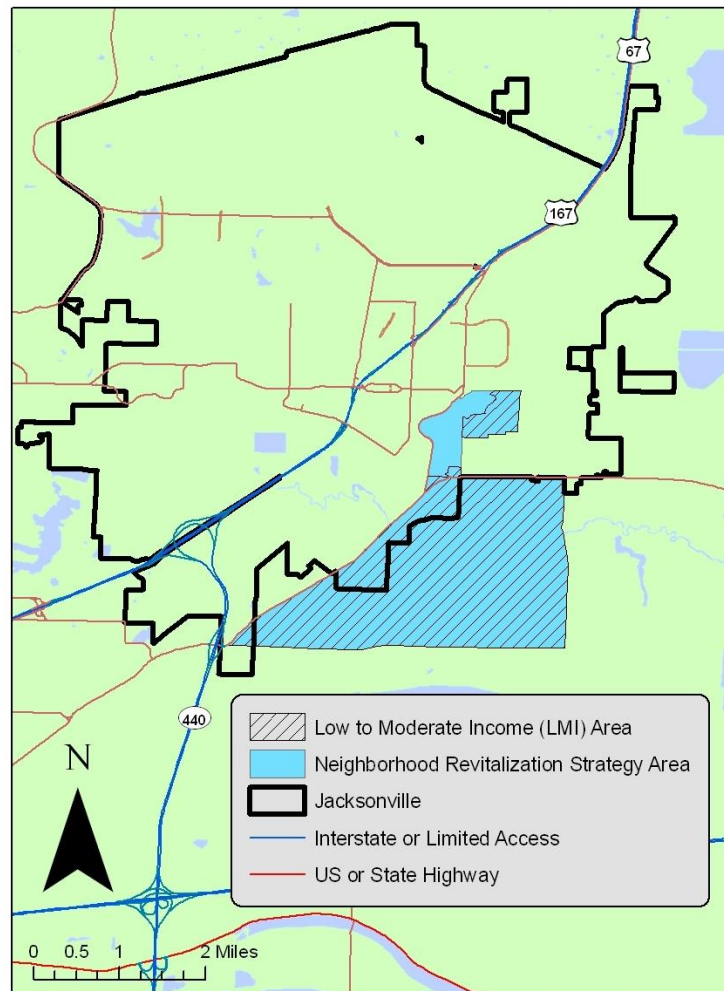 67
167
440
Low to Moderate Income (LMI) Area
Neighborhood Revitalization Strategy Area
Jacksonville
Interstate or Limited Access
US or State Highway
N
0 0.5 1 2 Miles